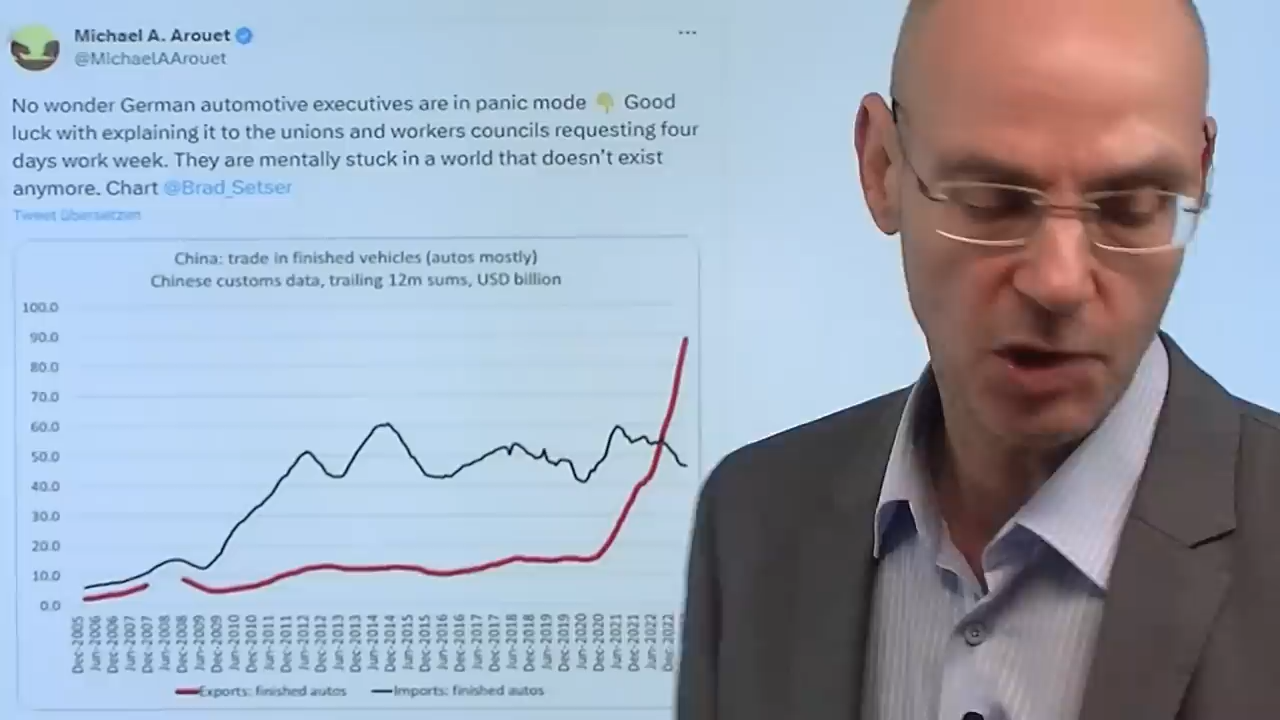 Michael A. Arouet
@MichaelAArouet
No wonder German automotive executives are in panic mode 👇 Good
luck with explaining it to the unions and workers councils requesting four
days work week. They are mentally stuck in a world that doesn't exist
anymore. Chart @Brad_Setser
Tweet übersetzen
China: trade in finished vehicles (autos mostly)
Chinese customs data, trailing 12m sums, USD billion
100.0
90.0
80.0
70.0
60.0
50.0
40.0
30.0
20.0
10.0
0.0
Dec-2005
Jun-2006
Dec-2006
Jun-2007
Dec-2007
Jun-2008
Dec-2008
Jun-2009
Dec-2009
Jun-2010
Dec-2010
Jun-2011
Dec-2011
Jun-2012
Dec-2012
Jun-2013
Dec-2013
Jun-2014
Dec-2014
Jun-2015
Dec-2015
Jun-2016
Dec-2016
Jun-2017
Dec-2017
Jun-2018
Dec-2018
Jun-2019
Dec-2019
Jun-2020
Dec-2020
Jun-2021
Dec-2021
Jun-2022
Dec-2022
Exports: finished autos
Imports: finished autos